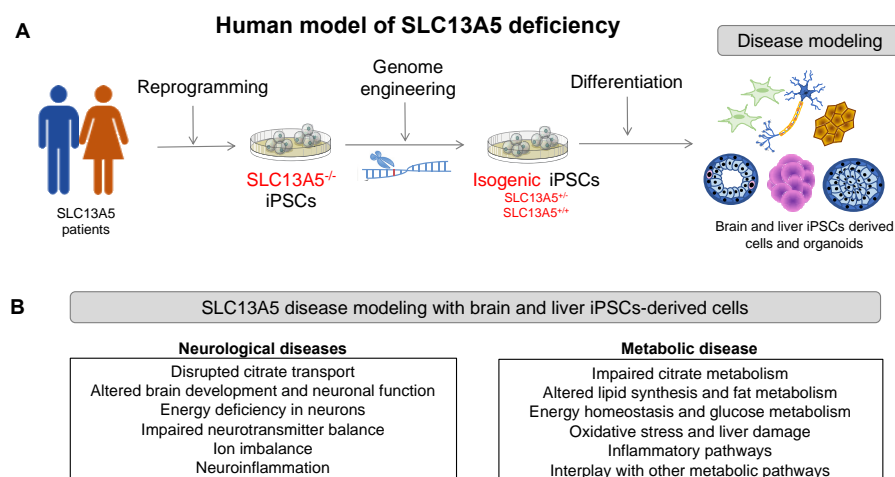 A
Human model of SLC13A5 deficiency
Disease modeling
Reprogramming
Genome
engineering
Differentiation
SLC13A5
patients
SLC13A5-/-
iPSCs
Isogenic iPSCs
SLC13A5+/-
SLC13A5+/+
Brain and liver iPSCs derived
cells and organoids
B
SLC13A5 disease modeling with brain and liver iPSCs-derived cells
Neurological diseases
Disrupted citrate transport
Altered brain development and neuronal function
Energy deficiency in neurons
Impaired neurotransmitter balance
Ion imbalance
Neuroinflammation
Metabolic disease
Impaired citrate metabolism
Altered lipid synthesis and fat metabolism
Energy homeostasis and glucose metabolism
Oxidative stress and liver damage
Inflammatory pathways
Interplay with other metabolic pathways